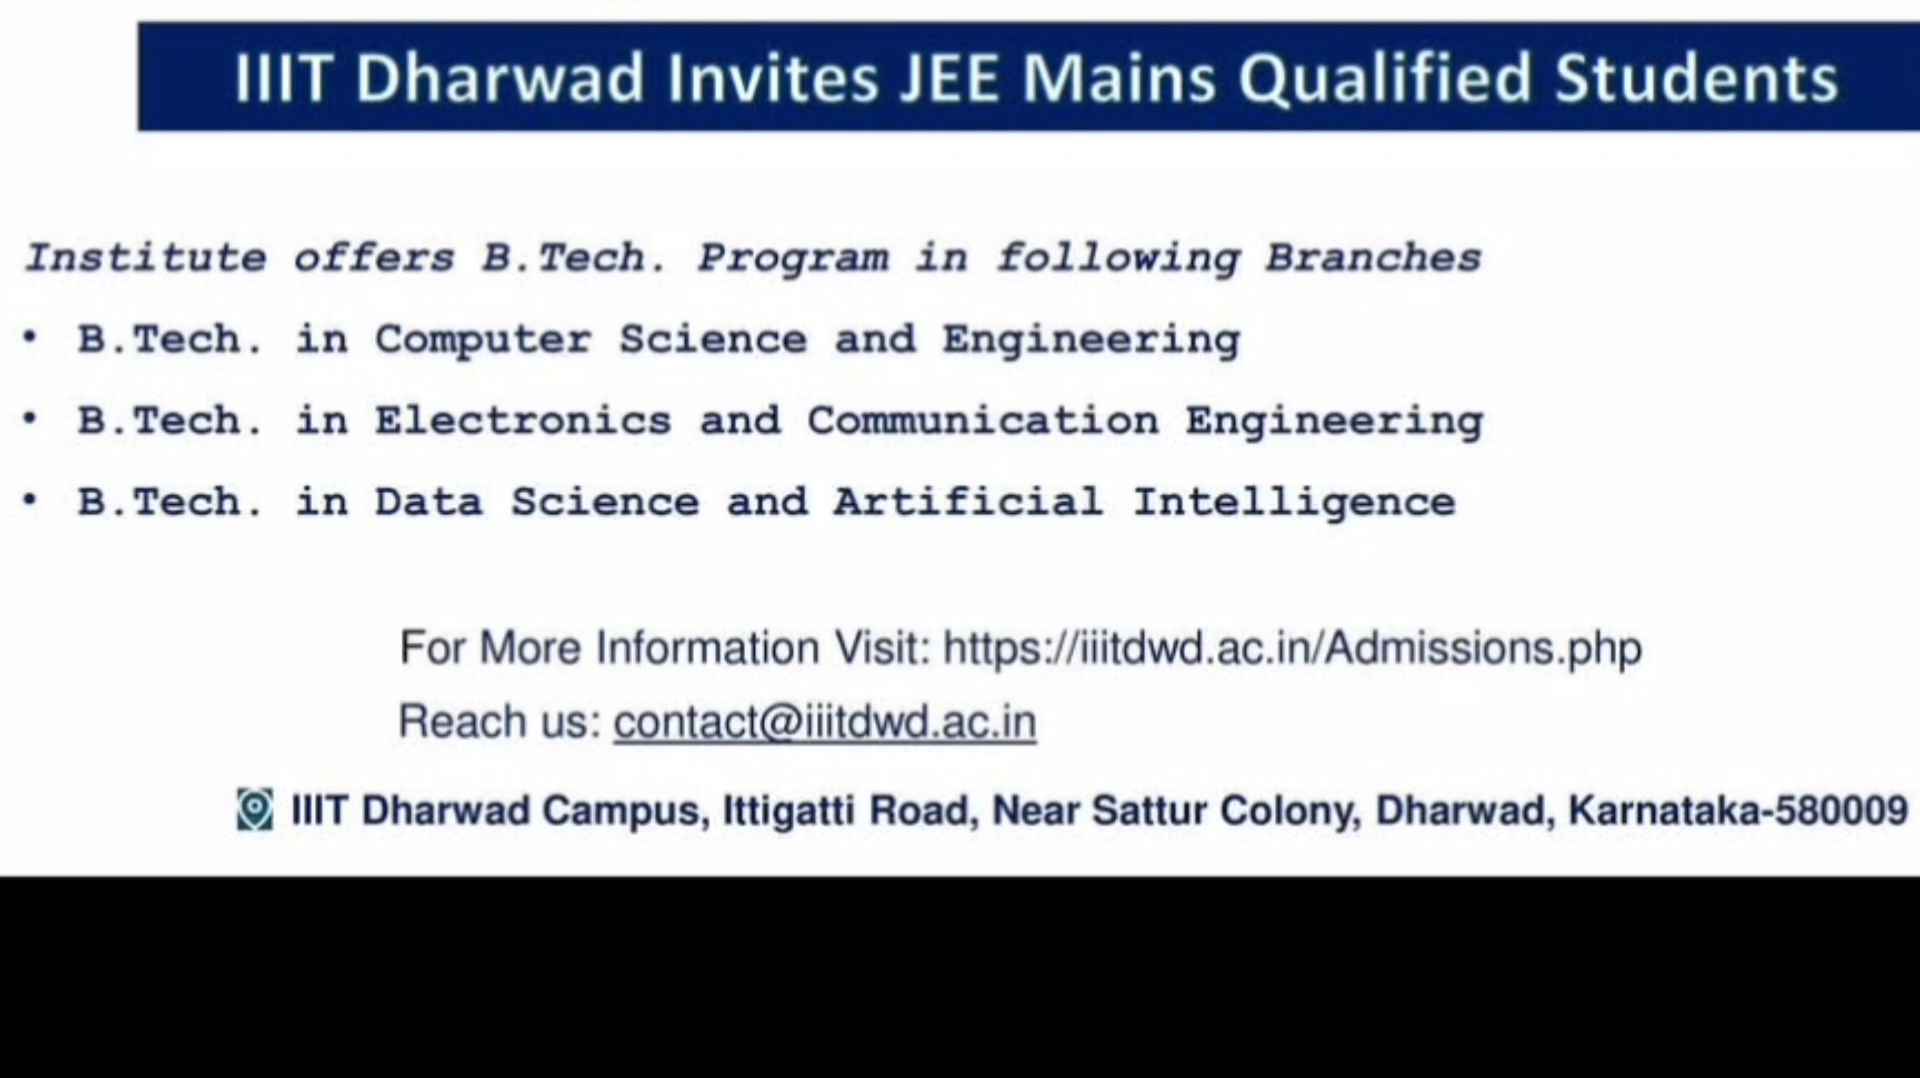 IIIT Dharwad Invites JEE Mains Qualified Students
Institute offers B.Tech. Program in following Branches
• B.Tech. in Computer Science and Engineering
• B.Tech. in Electronics and Communication Engineering
• B.Tech. in Data Science and Artificial Intelligence
For More Information Visit: https://iiitdwd.ac.in/Admissions.php
Reach us: contact@iiitdwd.ac.in
IIIT Dharwad Campus, Ittigatti Road, Near Sattur Colony, Dharwad, Karnataka-580009